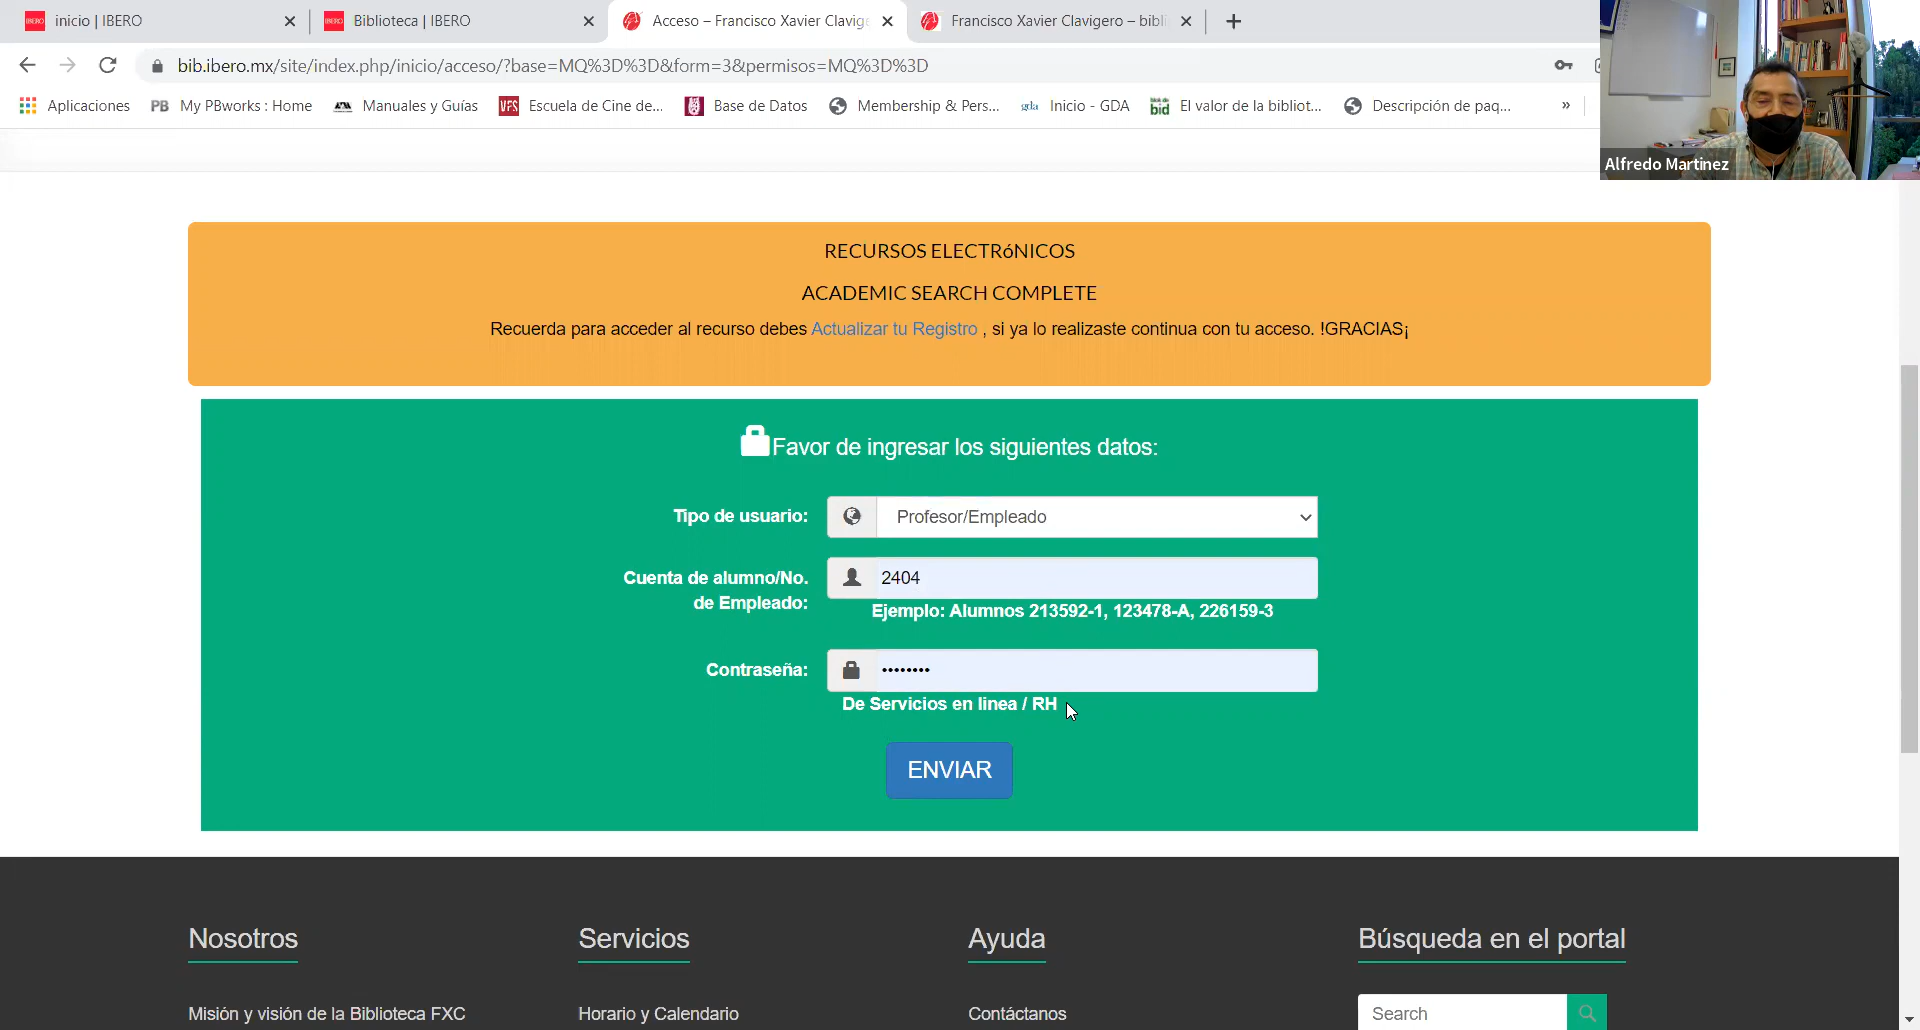 inicio | IBERO
Biblioteca | IBERO
Acceso – Francisco Xavier Clavige
Francisco Xavier Clavigero – bibli
bib.ibero.mx/site/index.php/inicio/acceso/?base=MQ%3D%3D&form=3&permisos=MQ%3D%3D
Aplicaciones
PB My PBworks : Home
Manuales y Guías
Escuela de Cine de...
Base de Datos
Membership & Pers...
gda Inicio - GDA
bid El valor de la bibliot...
Descripción de paq...
»
Alfredo Martinez
RECURSOS ELECTRóNICOS
ACADEMIC SEARCH COMPLETE
Recuerda para acceder al recurso debes Actualizar tu Registro , si ya lo realizaste continua con tu acceso. !GRACIAS¡
Favor de ingresar los siguientes datos:
Tipo de usuario:
Profesor/Empleado
Cuenta de alumno/No.
de Empleado:
2404
Ejemplo: Alumnos 213592-1, 123478-A, 226159-3
Contraseña:
••••••••
De Servicios en linea / RH
ENVIAR
Nosotros
Servicios
Ayuda
Búsqueda en el portal
Misión y visión de la Biblioteca FXC
Horario y Calendario
Contáctanos
Search